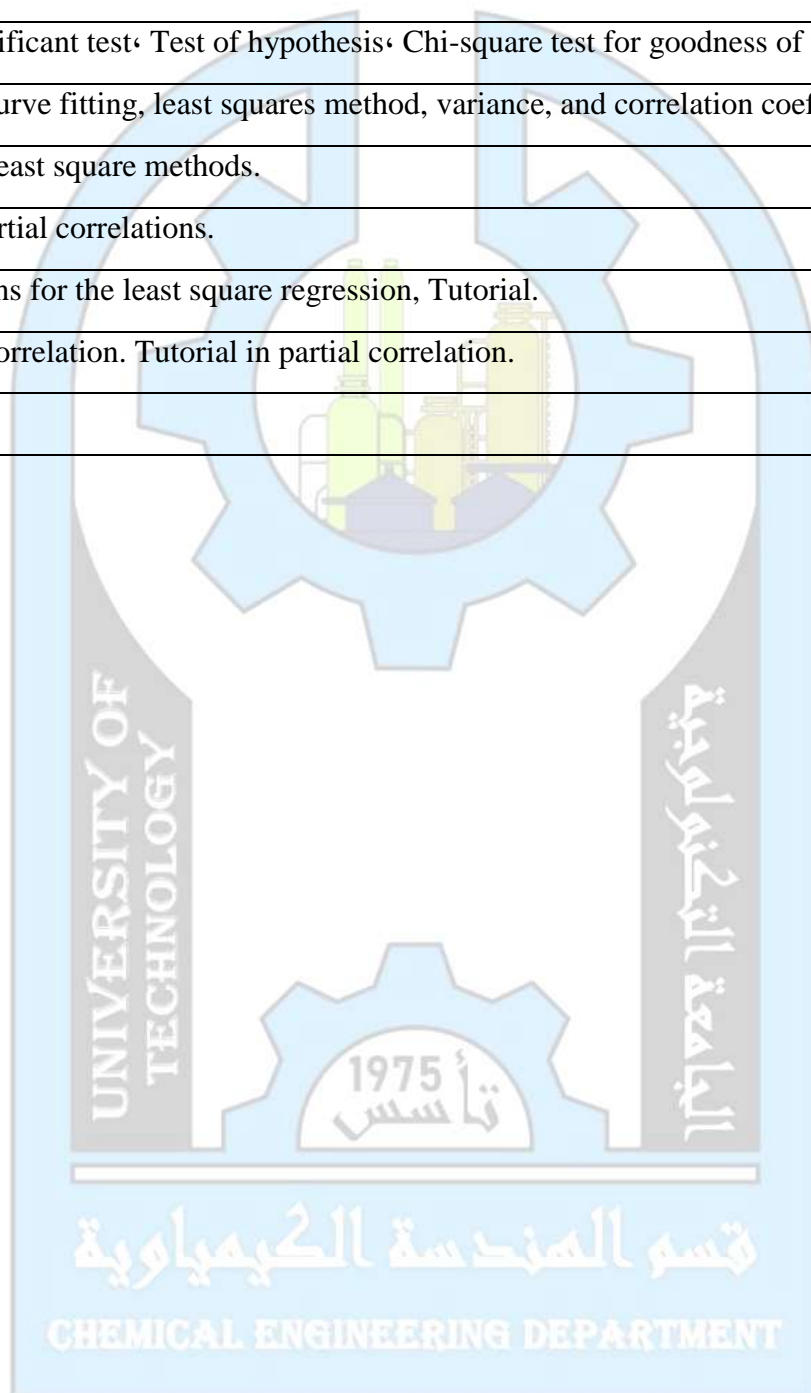 ificant test، Test of hypothesis، Chi-square test for goodness of
urve fitting, least squares method, variance, and correlation coef
east square methods.
rtial correlations.
ns for the least square regression, Tutorial.
orrelation. Tutorial in partial correlation.
UNIVERSITY OF
TECHNOLOGY
الجامعة التكنولوجية
1975 تأسس
قسم الهندسة الكيمياوية
CHEMICAL ENGINEERING DEPARTMENT